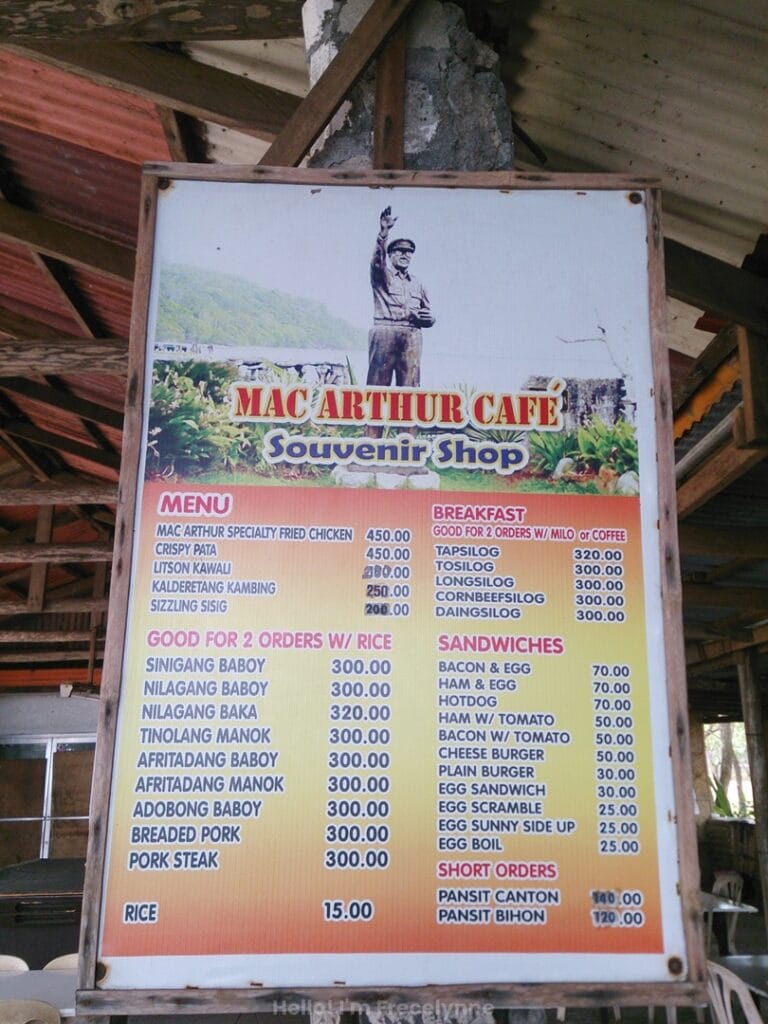 MAC ARTHUR CAFÉ
Souvenir Shop
MENU
MAC ARTHUR SPECIALTY FRIED CHICKEN 450.00
CRISPY PATA 450.00
LITSON KAWALI
KALDERETANG KAMBING 250.00
SIZZLING SISIG 200.00
GOOD FOR 2 ORDERS W/ RICE
SINIGANG BABOY 300.00
NILAGANG BABOY 300.00
NILAGANG BAKA 320.00
TINOLANG MANOK 300.00
AFRITADANG BABOY 300.00
AFRITADANG MANOK 300.00
ADOBONG BABOY 300.00
BREADED PORK 300.00
PORK STEAK 300.00
RICE 15.00
BREAKFAST
GOOD FOR 2 ORDERS W/ MILO or COFFEE
TAPSILOG 320.00
TOSILOG 300.00
LONGSILOG 300.00
CORNBEEFSILOG 300.00
DAINGSILOG 300.00
SANDWICHES
BACON & EGG 70.00
HAM & EGG 70.00
HOTDOG 70.00
HAM W/ TOMATO 50.00
BACON W/ TOMATO 50.00
CHEESE BURGER 50.00
PLAIN BURGER 30.00
EGG SANDWICH 30.00
EGG SCRAMBLE 25.00
EGG SUNNY SIDE UP 25.00
EGG BOIL 25.00
SHORT ORDERS
PANSIT CANTON 140.00
PANSIT BIHON 120.00
Hello! I'm Frecelynne